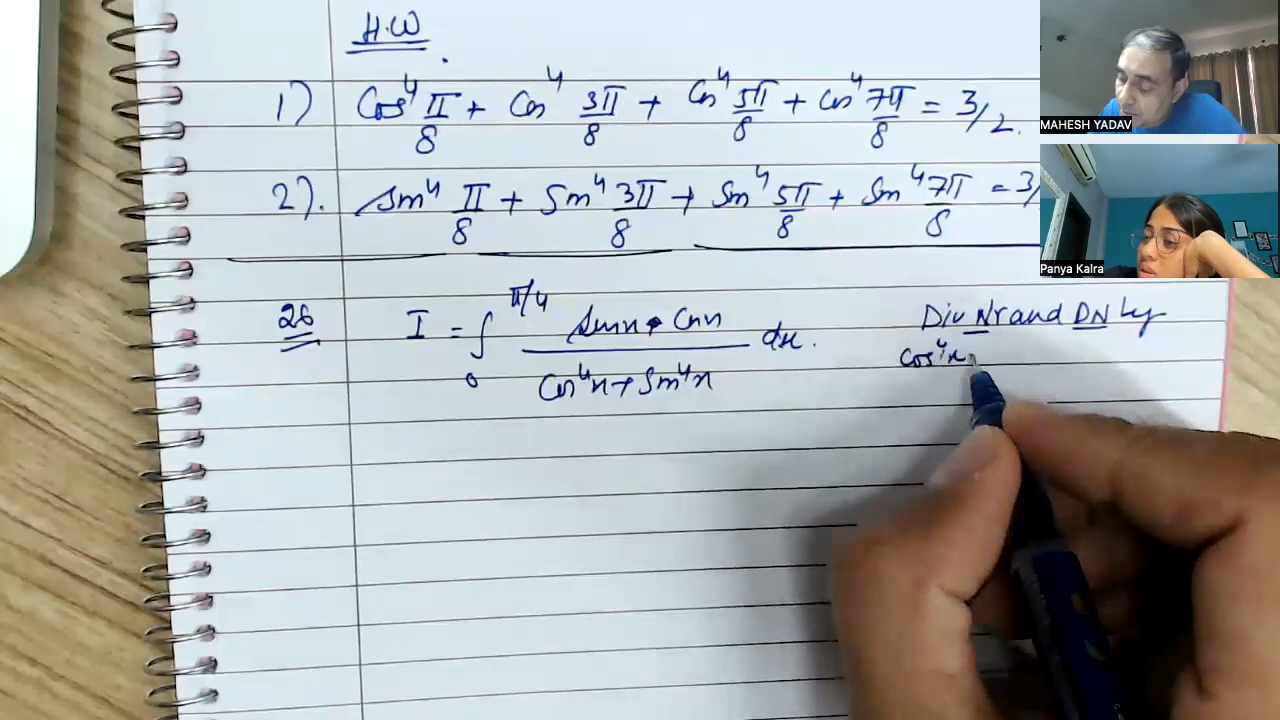 H.W
1) Cos⁴ π/8 + Cos⁴ 3π/8 + Cos⁴ 5π/8 + Cos⁴ 7π/8 = 3/2.
2). Sin⁴ π/8 + Sin⁴ 3π/8 + Sin⁴ 5π/8 + Sin⁴ 7π/8 = 3/
26 I = ∫₀^π/4 Sinx • Cosx / Cos⁴x + Sin⁴x dx.
Div Nr and DN by
cos⁴x
MAHESH YADAV
Panya Kalra